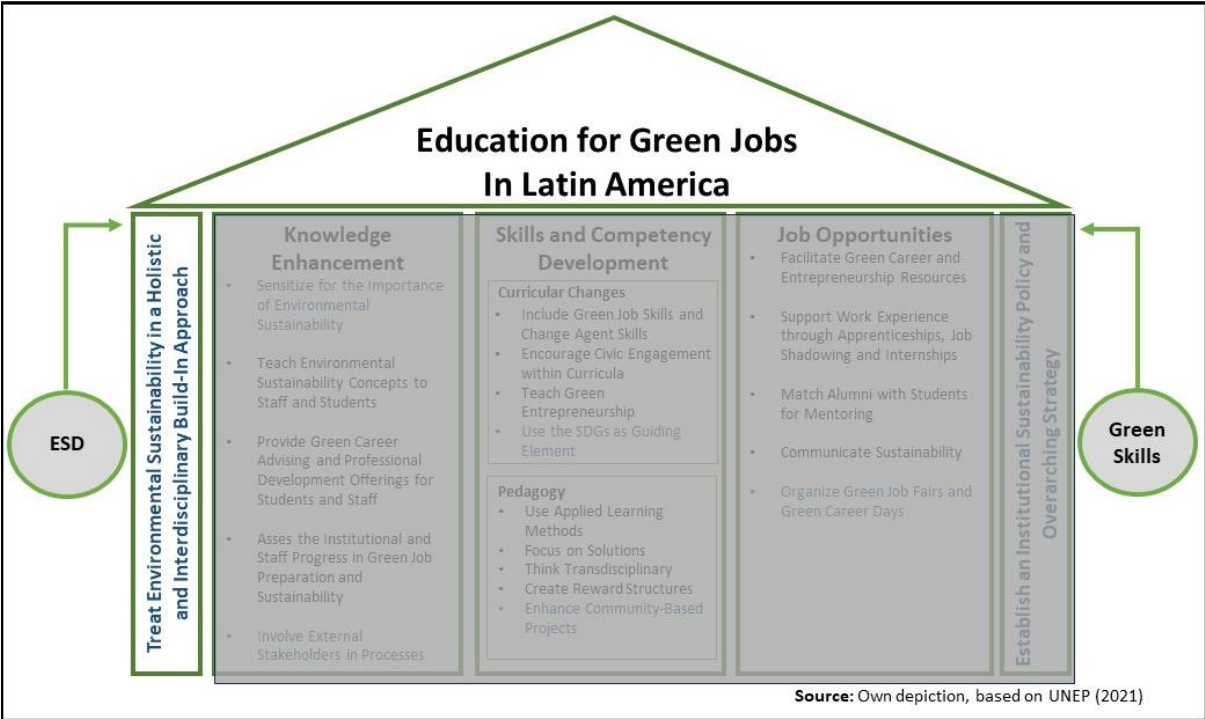 Education for Green Jobs
In Latin America
ESD
Treat Environmental Sustainability in a Holistic
and Interdisciplinary Build-In Approach
Knowledge
Enhancement
• Sensitize for the Importance
of Environmental
Sustainability
• Teach Environmental
Sustainability Concepts to
Staff and Students
• Provide Green Career
Advising and Professional
Development Offerings for
Students and Staff
• Asses the Institutional and
Staff Progress in Green Job
Preparation and
Sustainability
• Involve External
Stakeholders in Processes
Skills and Competency
Development
Curricular Changes
• Include Green Job Skills and
Change Agent Skills
• Encourage Civic Engagement
within Curricula
• Teach Green
Entrepreneurship
• Use the SDGs as Guiding
Element
Pedagogy
• Use Applied Learning
Methods
• Focus on Solutions
• Think Transdisciplinary
• Create Reward Structures
• Enhance Community-Based
Projects
Job Opportunities
• Facilitate Green Career and
Entrepreneurship Resources
• Support Work Experience
through Apprenticeships, Job
Shadowing and Internships
• Match Alumni with Students
for Mentoring
• Communicate Sustainability
• Organize Green Job Fairs and
Green Career Days
Establish an Institutional Sustainability Policy and
Overarching Strategy
Green
Skills
Source: Own depiction, based on UNEP (2021)